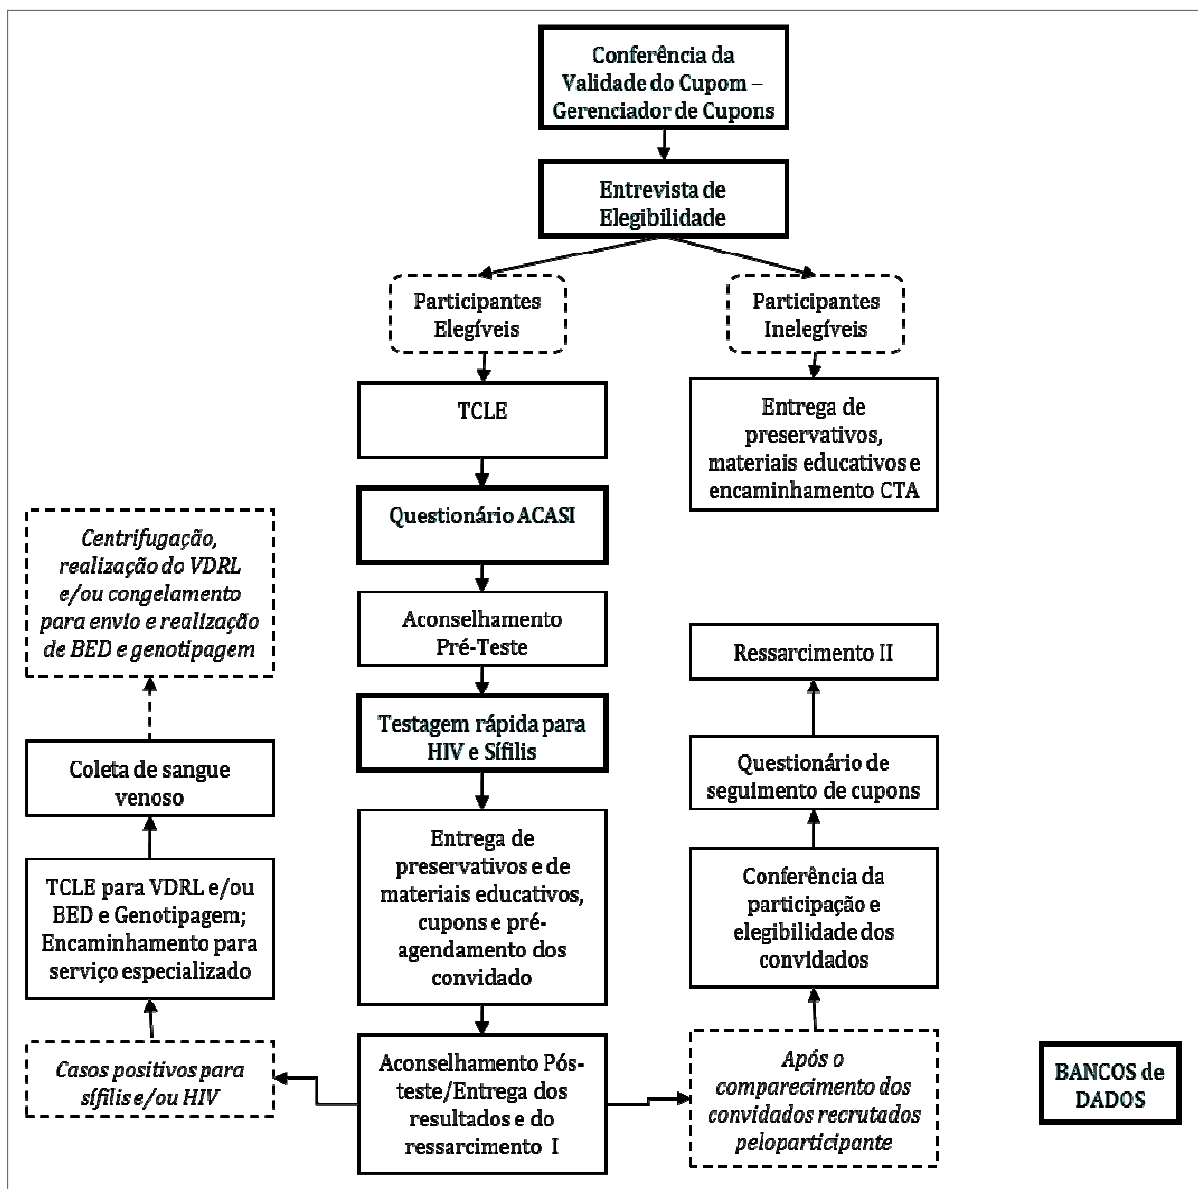 Conferência da
Validade do Cupom –
Gerenciador de Cupons
Entrevista de
Elegibilidade
Participantes
Elegíveis
Participantes
Inelegíveis
TCLE
Entrega de
preservativos,
materiais educativos e
encaminhamento CTA
Questionário ACASI
Aconselhamento
Pré-Teste
Testagem rápida para
HIV e Sífilis
Entrega de
preservativos e de
materiais educativos,
cupons e pré-
agendamento dos
convidado
Aconselhamento Pós-
teste/Entrega dos
resultados e do
ressarcimento I
Casos positivos para
sífilis e/ou HIV
TCLE para VDRL e/ou
BED e Genotipagem;
Encaminhamento para
serviço especializado
Coleta de sangue
venoso
Centrifugação,
realização do VDRL
e/ou congelamento
para envio e realização
de BED e genotipagem
Após o
comparecimento dos
convidados recrutados
peloparticipante
Conferência da
participação e
elegibilidade dos
convidados
Questionário de
seguimento de cupons
Ressarcimento II
BANCOS de
DADOS